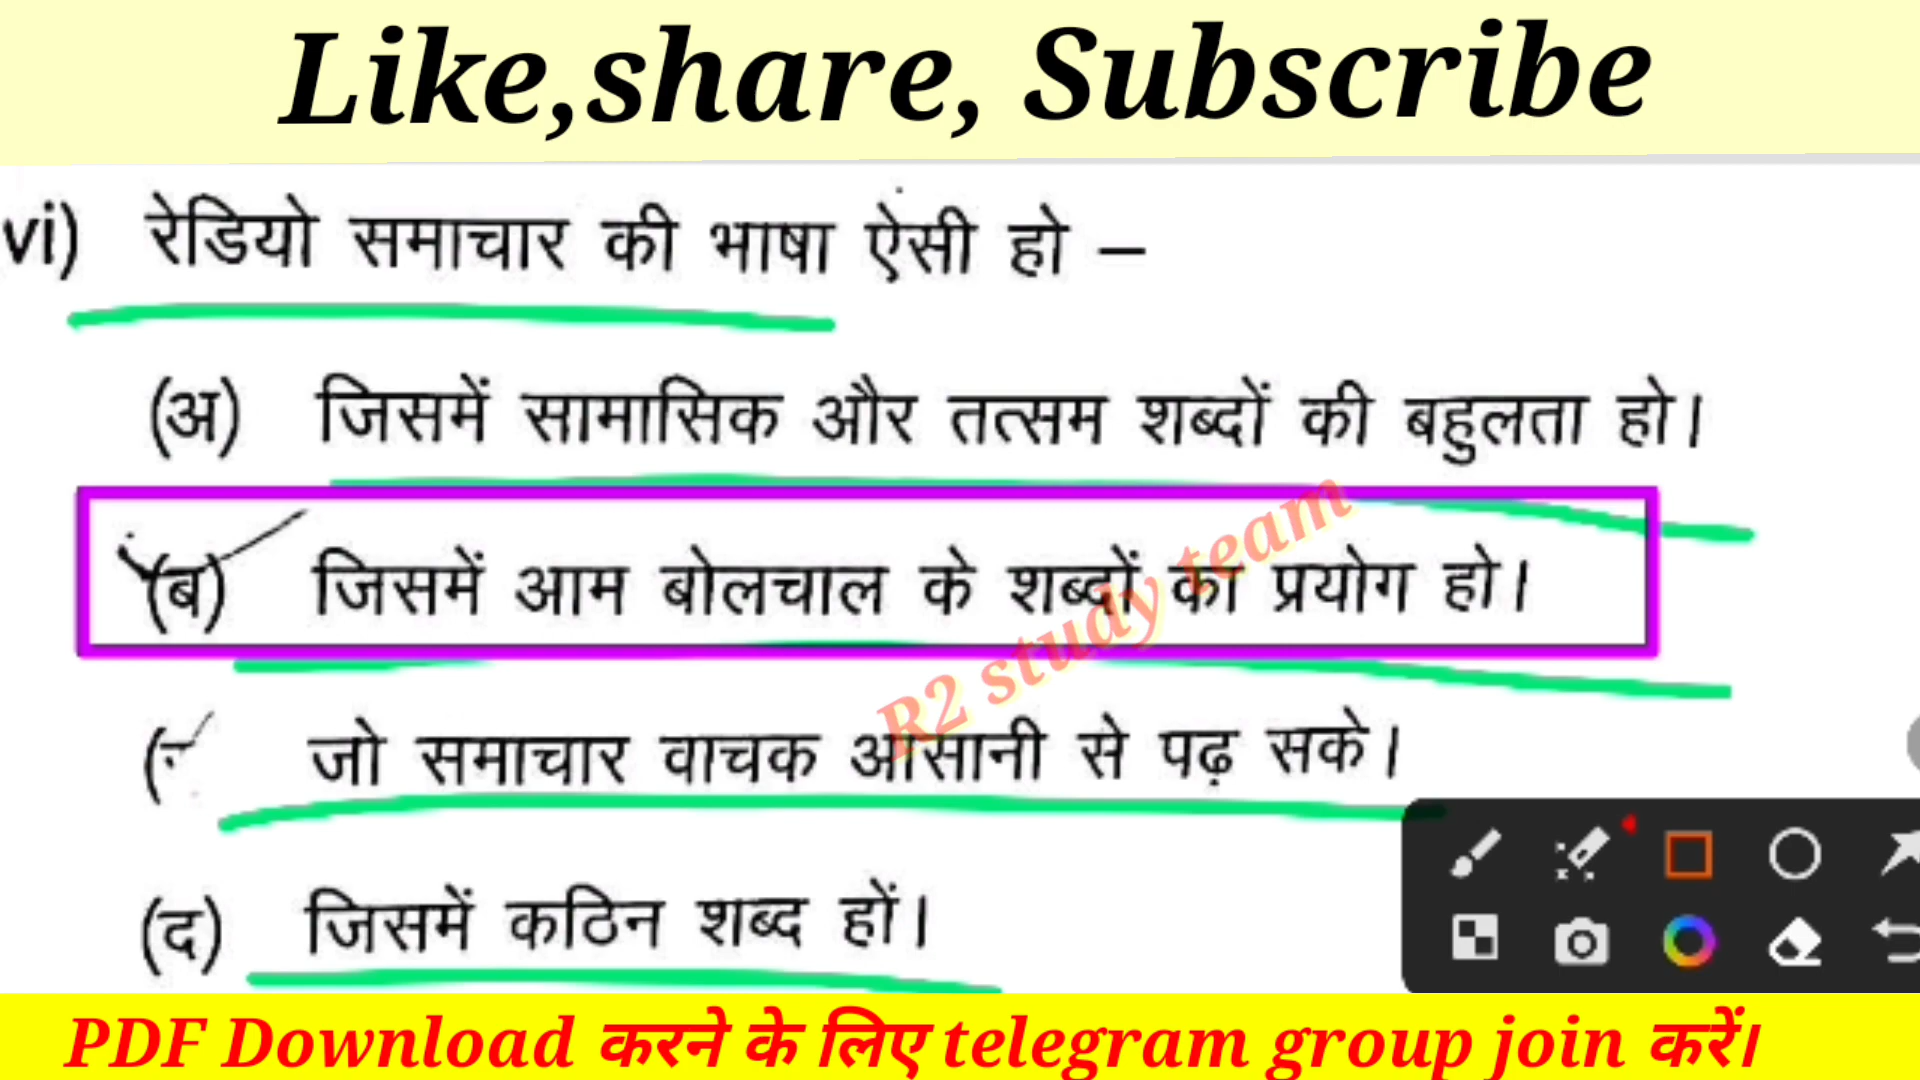 Like,share, Subscribe
vi) रेडियो समाचार की भाषा ऐसी हो –
(अ) जिसमें सामासिक और तत्सम शब्दों की बहुलता हो।
(ब) जिसमें आम बोलचाल के शब्दों का प्रयोग हो।
R2 study team
जो समाचार वाचक आसानी से पढ़ सके।
(द) जिसमें कठिन शब्द हों।
PDF Download करने के लिए telegram group join करें।